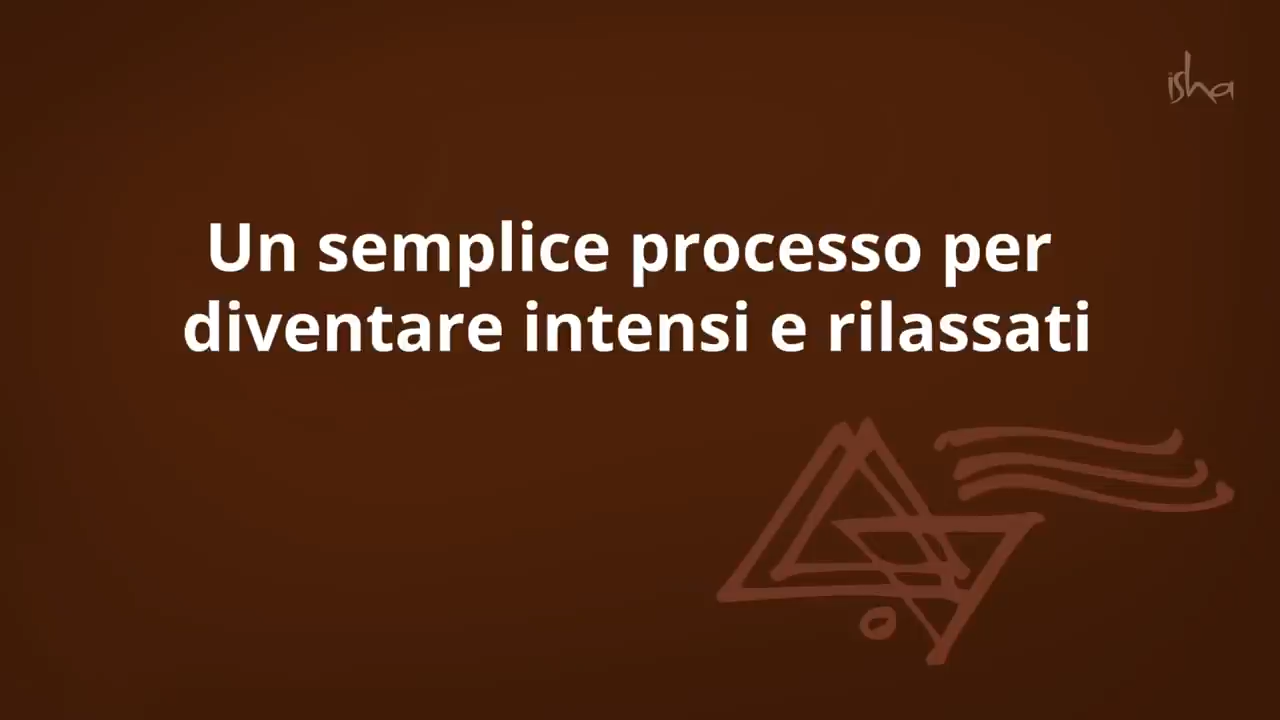 isha
Un semplice processo per
diventare intensi e rilassati